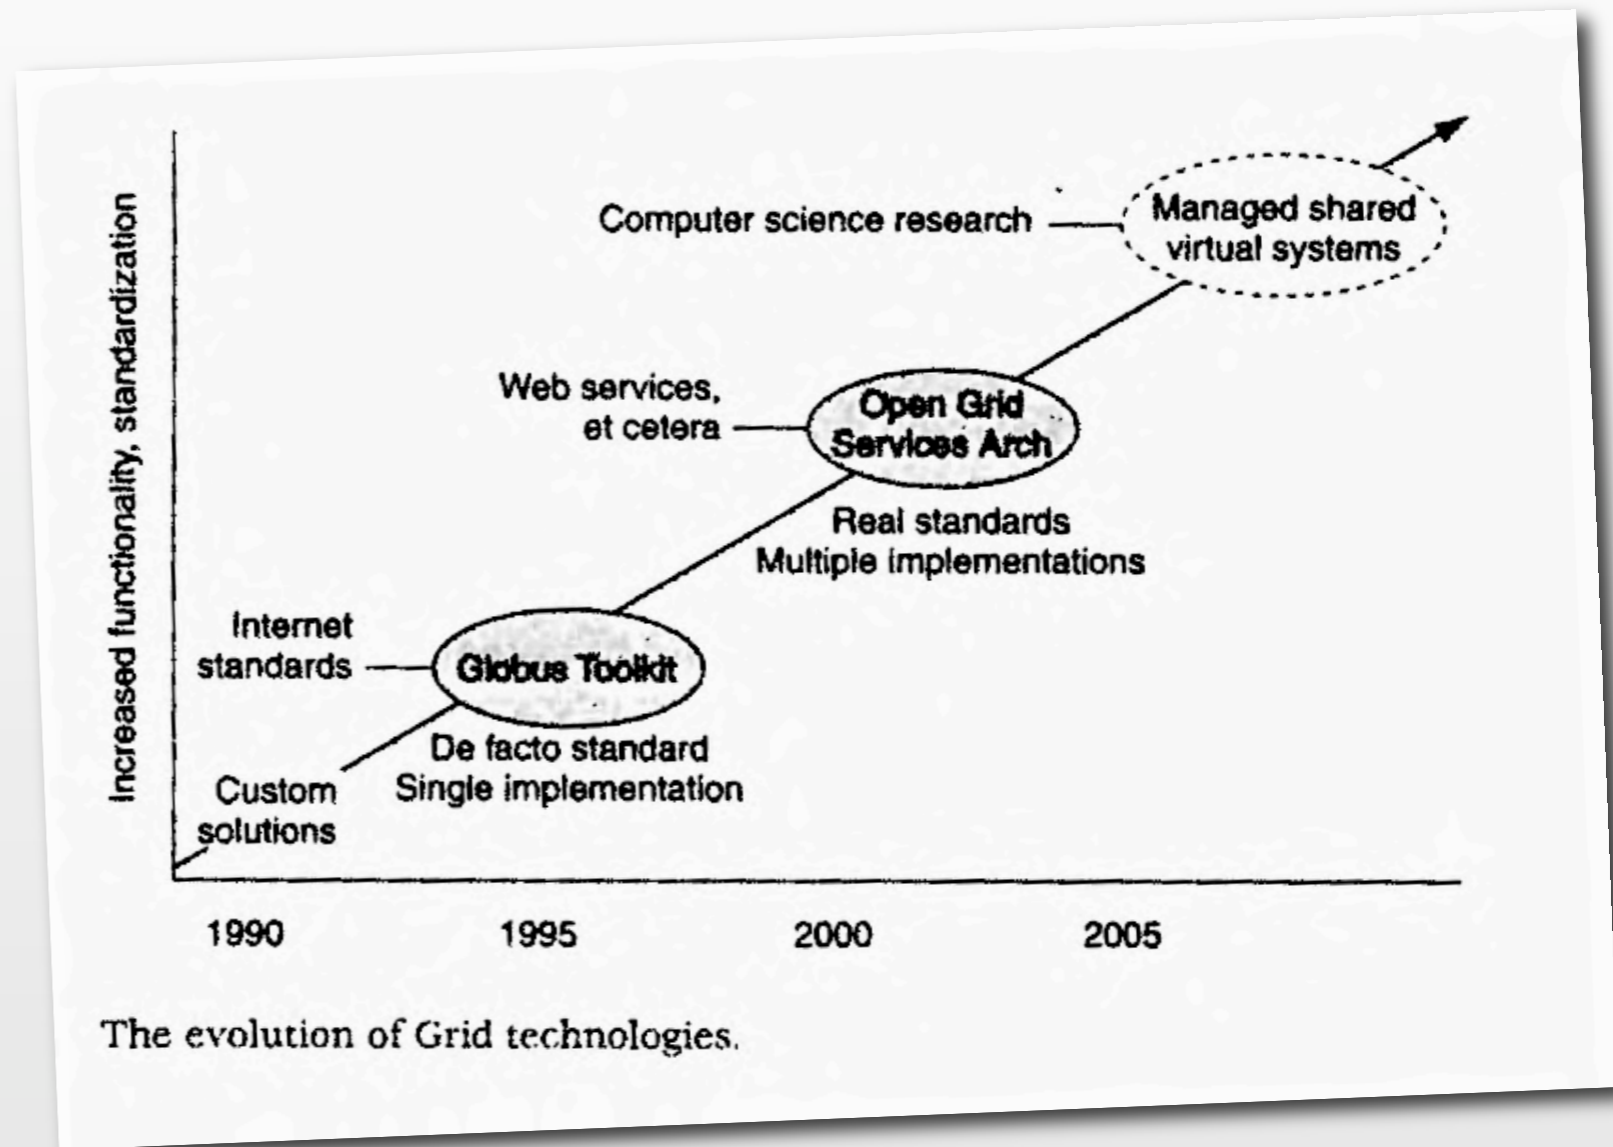 Increased functionality, standardization
Computer science research
Managed shared
virtual systems
Web services,
et cetera
Open Grid
Services Arch
Real standards
Multiple implementations
Internet
standards
Globus Toolkit
De facto standard
Single implementation
Custom
solutions
1990
1995
2000
2005
The evolution of Grid technologies.